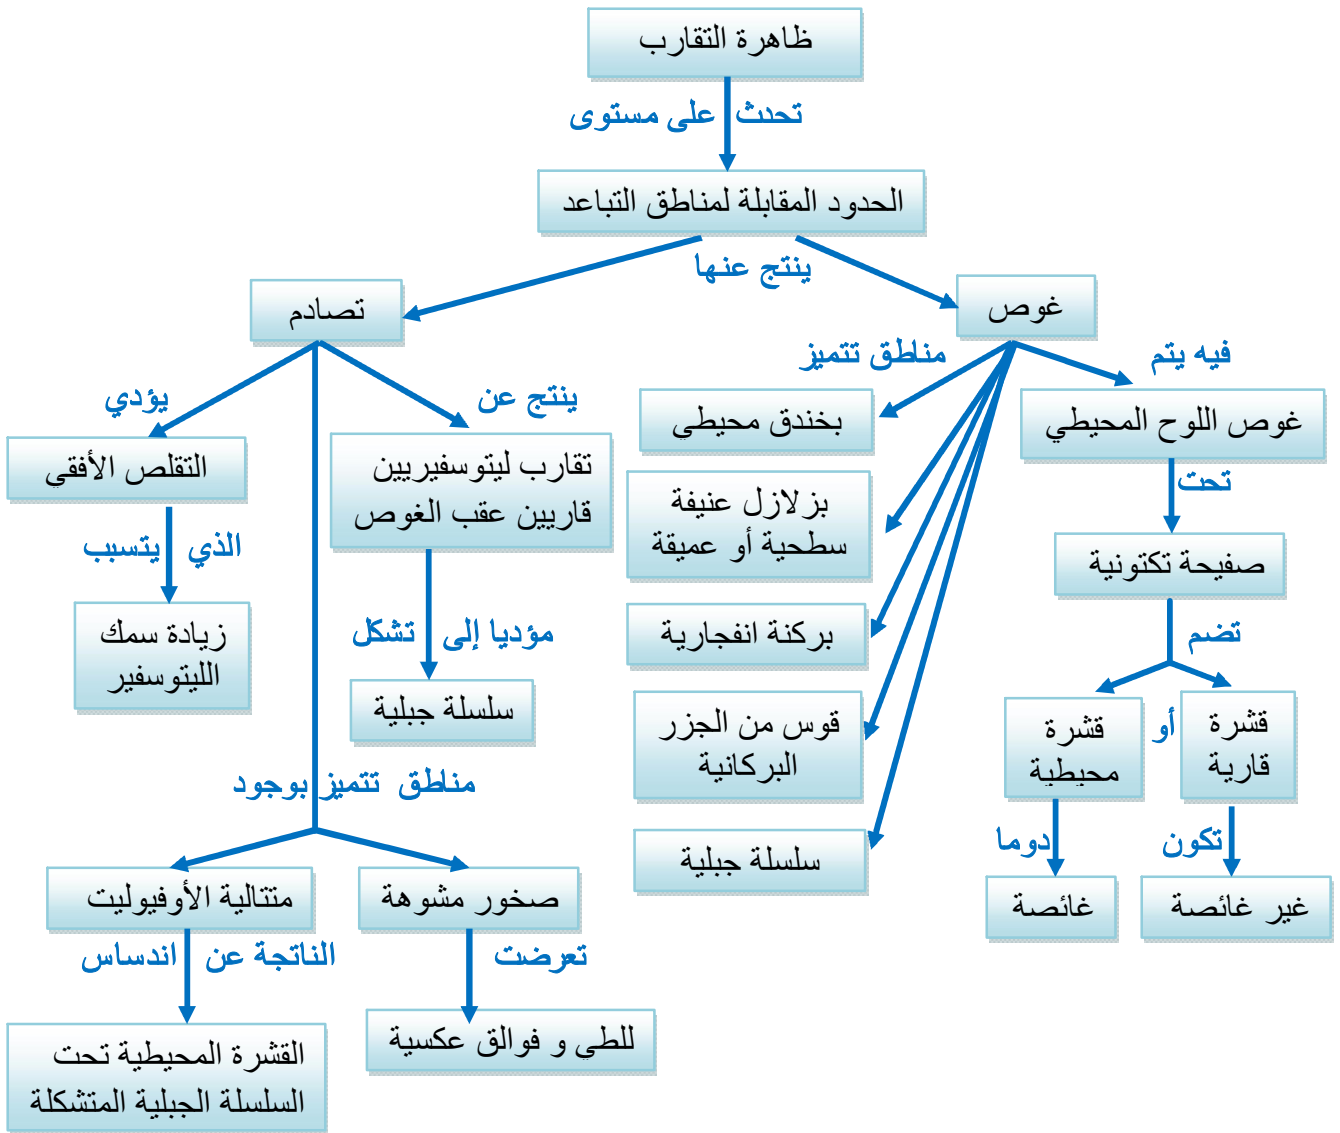 ظاهرة التقارب
تحدث على مستوى
الحدود المقابلة لمناطق التباعد
ينتج عنها
غوص
تصادم
فيه يتم
غوص اللوح المحيطي
تحت
صفيحة تكتونية
تضم
قشرة
قارية
أو
قشرة
محيطية
تكون
غير غائصة
دوما
غائصة
مناطق تتميز
بخندق محيطي
بزلازل عنيفة
سطحية أو عميقة
بركنة انفجارية
قوس من الجزر
البركانية
سلسلة جبلية
ينتج عن
تقارب ليتوسفيريين
قاريين عقب الغوص
مؤديا إلى تشكل
سلسلة جبلية
يؤدي
التقلص الأفقي
الذي يتسبب
زيادة سمك
الليتوسفير
مناطق تتميز بوجود
صخور مشوهة
تعرضت
للطي و فوالق عكسية
متتالية الأوفيوليت
الناتجة عن اندساس
القشرة المحيطية تحت
السلسلة الجبلية المتشكلة